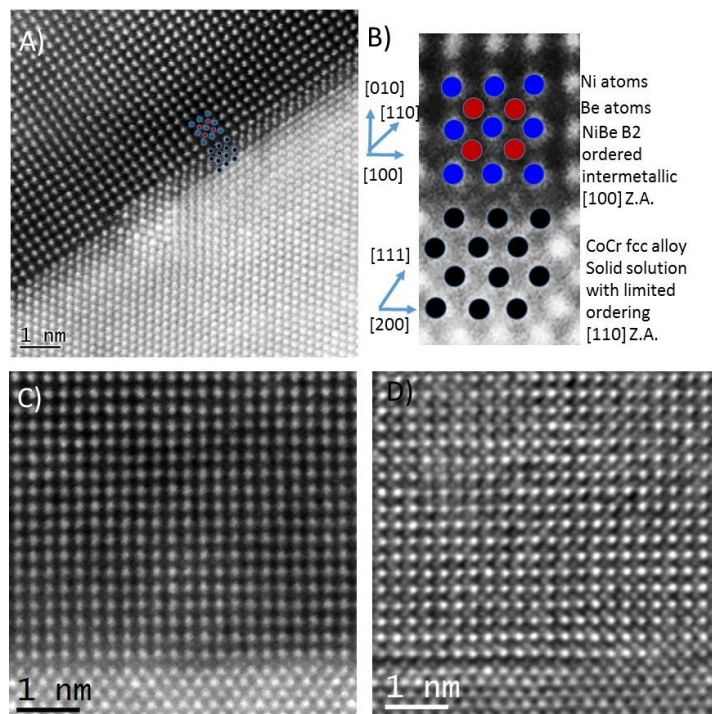 A)
1 nm
B)
[010]
[110]
[100]
[111]
[200]
Ni atoms
Be atoms
NiBe B2
ordered
intermetallic
[100] Z.A.
CoCr fcc alloy
Solid solution
with limited
ordering
[110] Z.A.
C)
1 nm
D)
1 nm